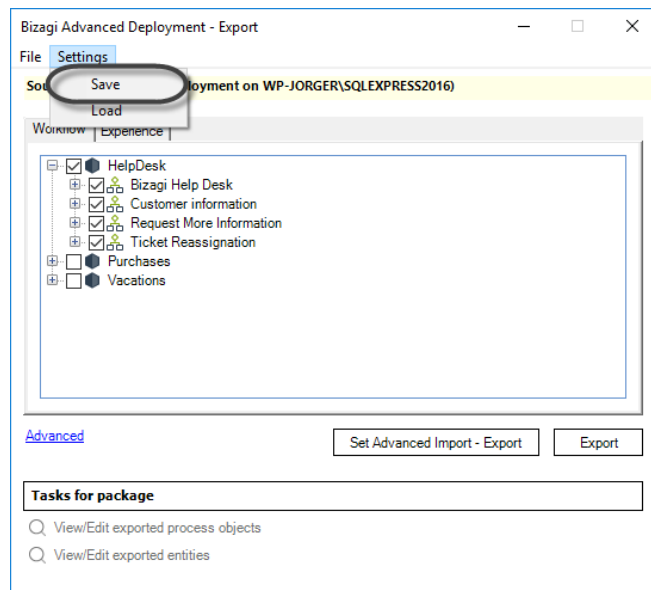 Bizagi Advanced Deployment - Export
File Settings
Sou
Save
loyment on WP-JORGER\SQLEXPRESS2016)
Load
Workflow Experience
HelpDesk
Bizagi Help Desk
Customer information
Request More Information
Ticket Reassignation
Purchases
Vacations
Advanced
Set Advanced Import - Export
Export
Tasks for package
View/Edit exported process objects
View/Edit exported entities